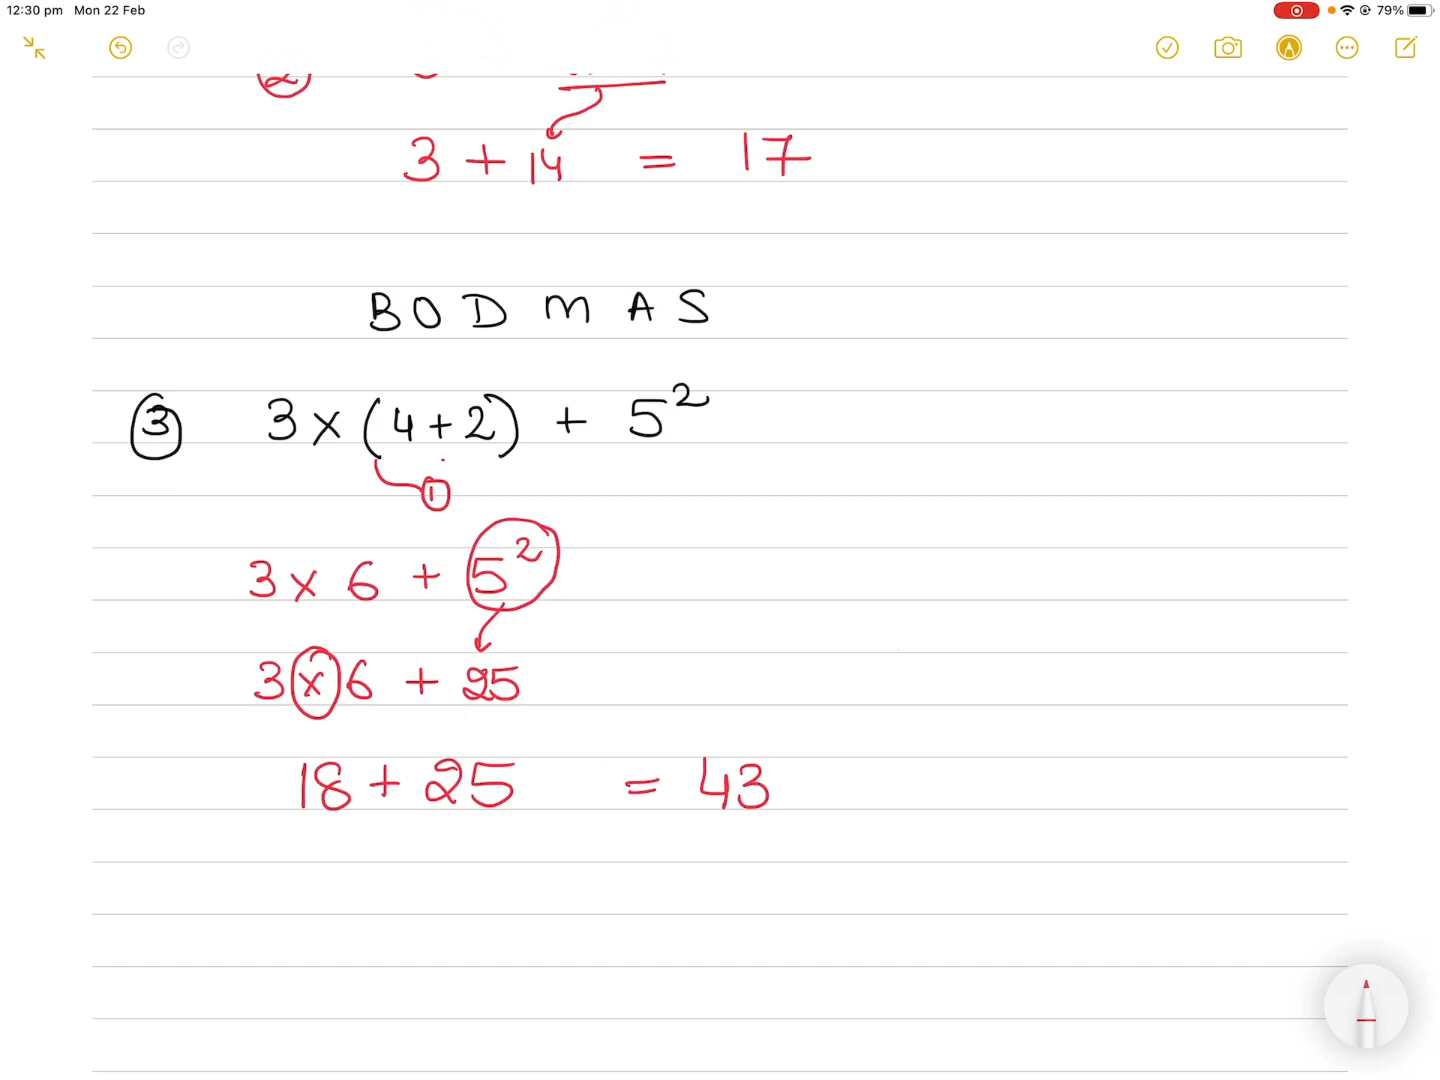 12:30 pm Mon 22 Feb 79%
2
3 + 14 = 17
B O D M A S
3 3 × (4 + 2) + 5²
1
3 × 6 + 5²
3 × 6 + 25
18 + 25 = 43